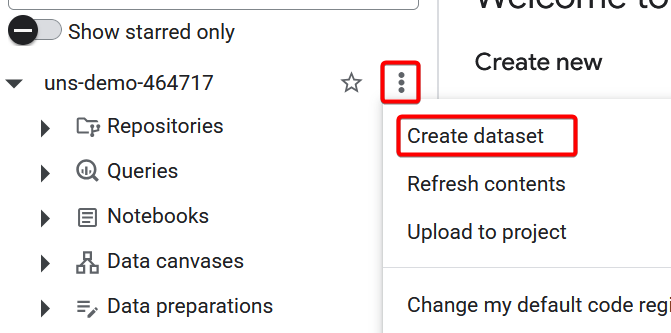 Welcome to
Show starred only
Create new
uns-demo-464717
Create dataset
Repositories
Refresh contents
Queries
Upload to project
Notebooks
Data canvases
Data preparations
Change my default code regi